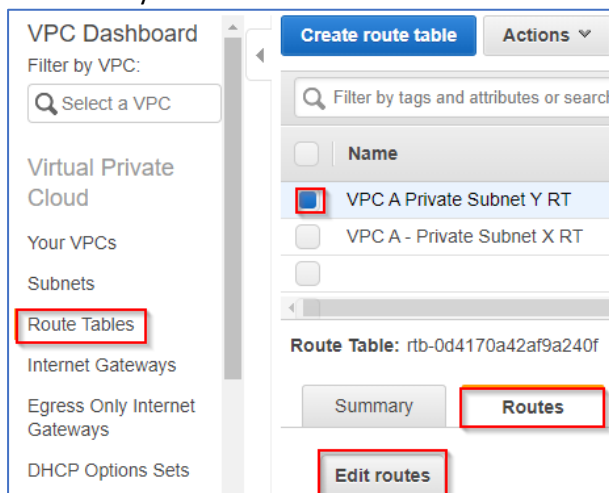 VPC Dashboard
Filter by VPC:
Select a VPC
Virtual Private
Cloud
Your VPCs
Subnets
Route Tables
Internet Gateways
Egress Only Internet
Gateways
DHCP Options Sets
Create route table
Actions
Filter by tags and attributes or search
Name
VPC A Private Subnet Y RT
VPC A - Private Subnet X RT
Route Table: rtb-0d4170a42af9a240f
Summary
Routes
Edit routes